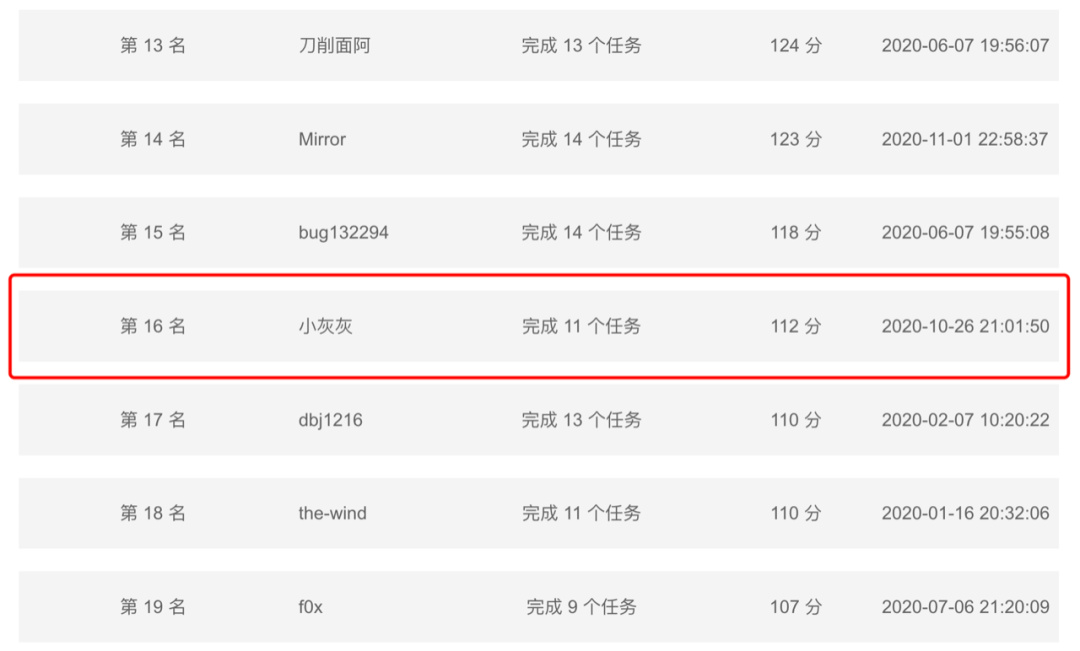 第 13 名 刀削面阿 完成 13 个任务 124 分 2020-06-07 19:56:07
第 14 名 Mirror 完成 14 个任务 123 分 2020-11-01 22:58:37
第 15 名 bug132294 完成 14 个任务 118 分 2020-06-07 19:55:08
第 16 名 小灰灰 完成 11 个任务 112 分 2020-10-26 21:01:50
第 17 名 dbj1216 完成 13 个任务 110 分 2020-02-07 10:20:22
第 18 名 the-wind 完成 11 个任务 110 分 2020-01-16 20:32:06
第 19 名 f0x 完成 9 个任务 107 分 2020-07-06 21:20:09